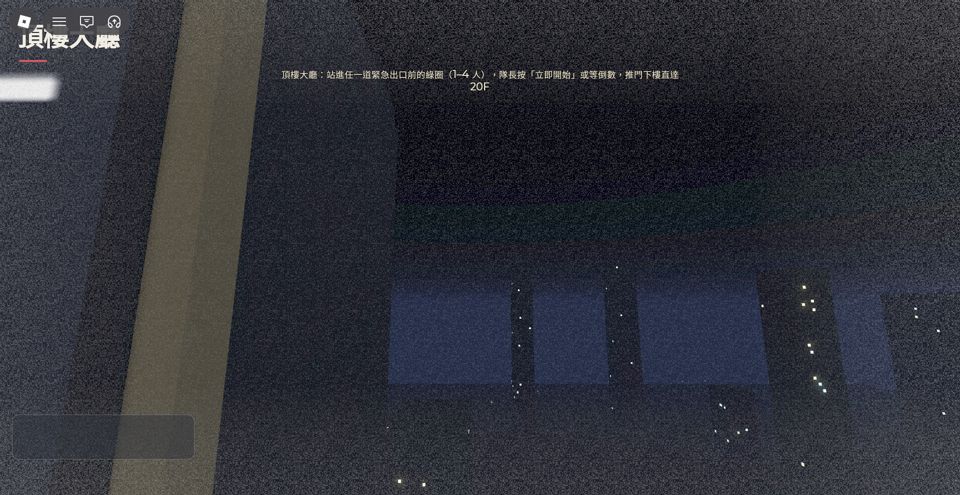 頂樓大廳
頂樓大廳：站進任一道緊急出口前的綠圈（1–4 人），隊長按「立即開始」或等倒數，推門下樓直達
20F